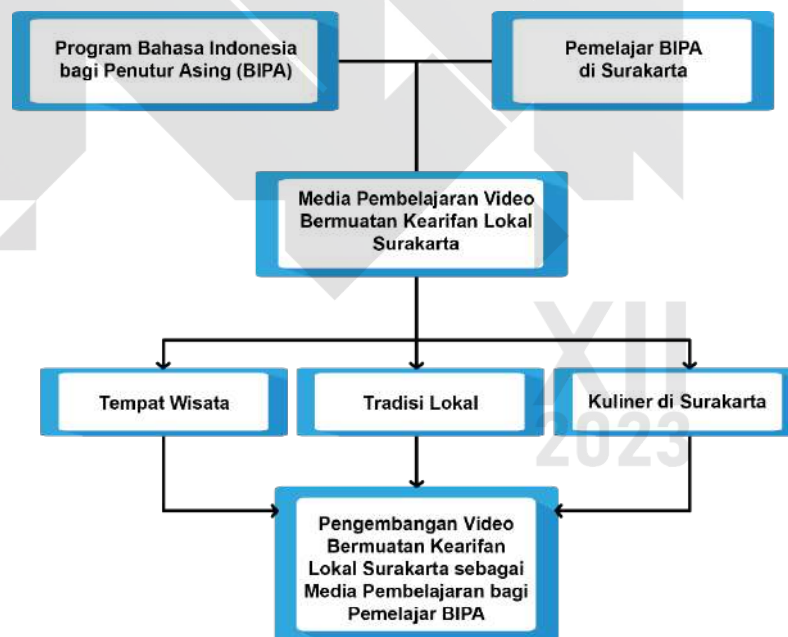 Program Bahasa Indonesia
bagi Penutur Asing (BIPA)
Pemelajar BIPA
di Surakarta
Media Pembelajaran Video
Bermuatan Kearifan Lokal
Surakarta
Tempat Wisata
Tradisi Lokal
Kuliner di Surakarta
XII
2023
Pengembangan Video
Bermuatan Kearifan
Lokal Surakarta sebagai
Media Pembelajaran bagi
Pemelajar BIPA